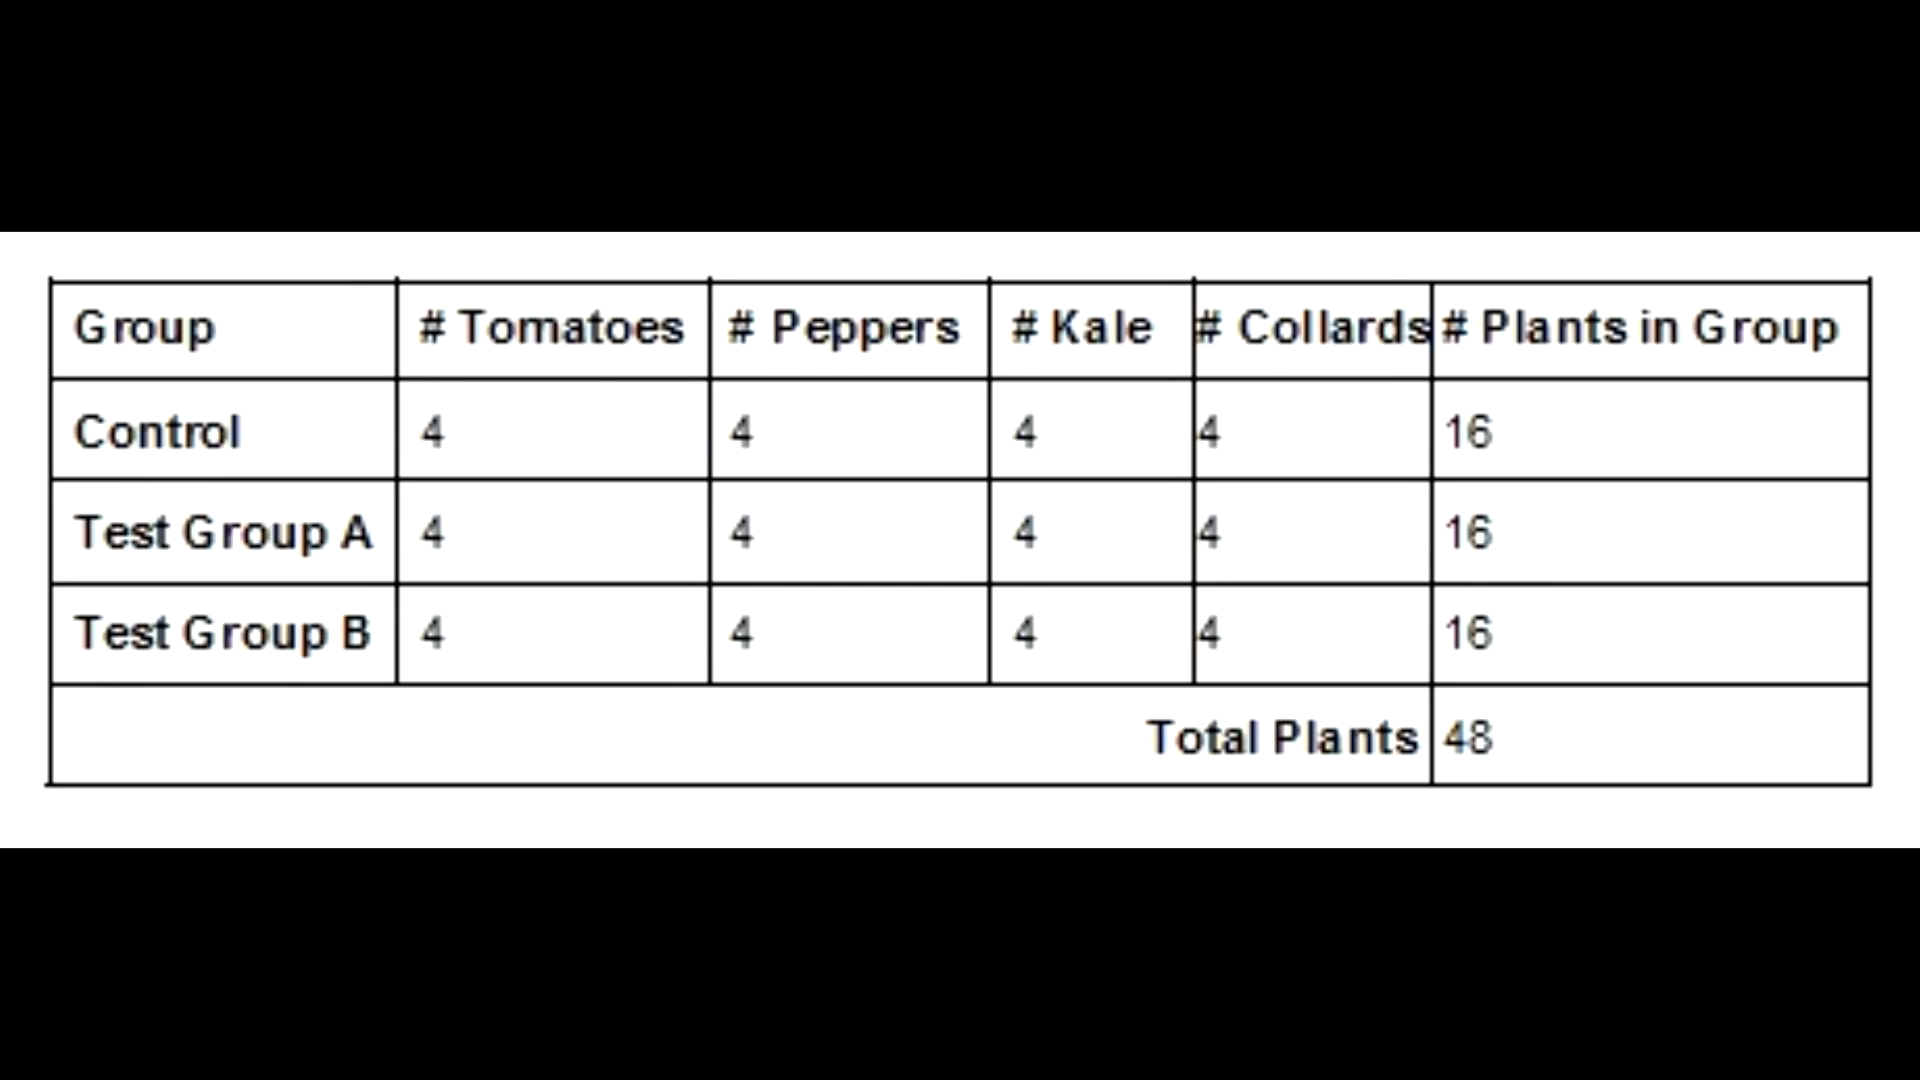 Group # Tomatoes # Peppers # Kale # Collards # Plants in Group
Control 4 4 4 4 16
Test Group A 4 4 4 4 16
Test Group B 4 4 4 4 16
Total Plants 48